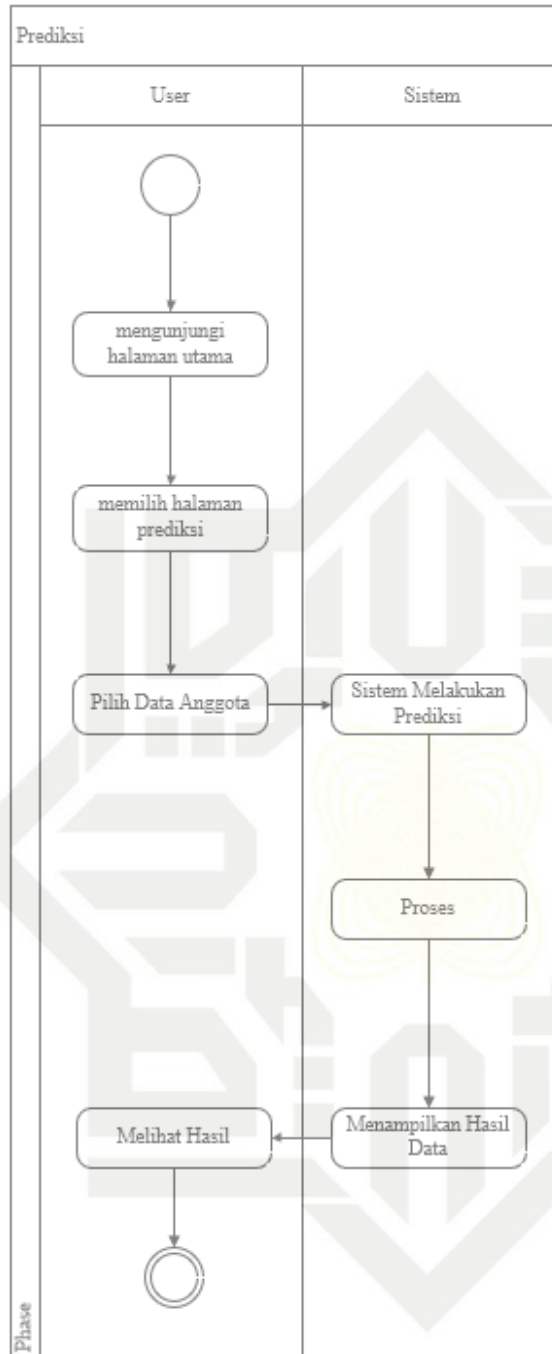 Prediksi
User
Sistem
mengunjungi
halaman utama
memilih halaman
prediksi
Pilih Data Anggota
Sistem Melakukan
Prediksi
Proses
Menampilkan Hasil
Data
Melihat Hasil
Phase